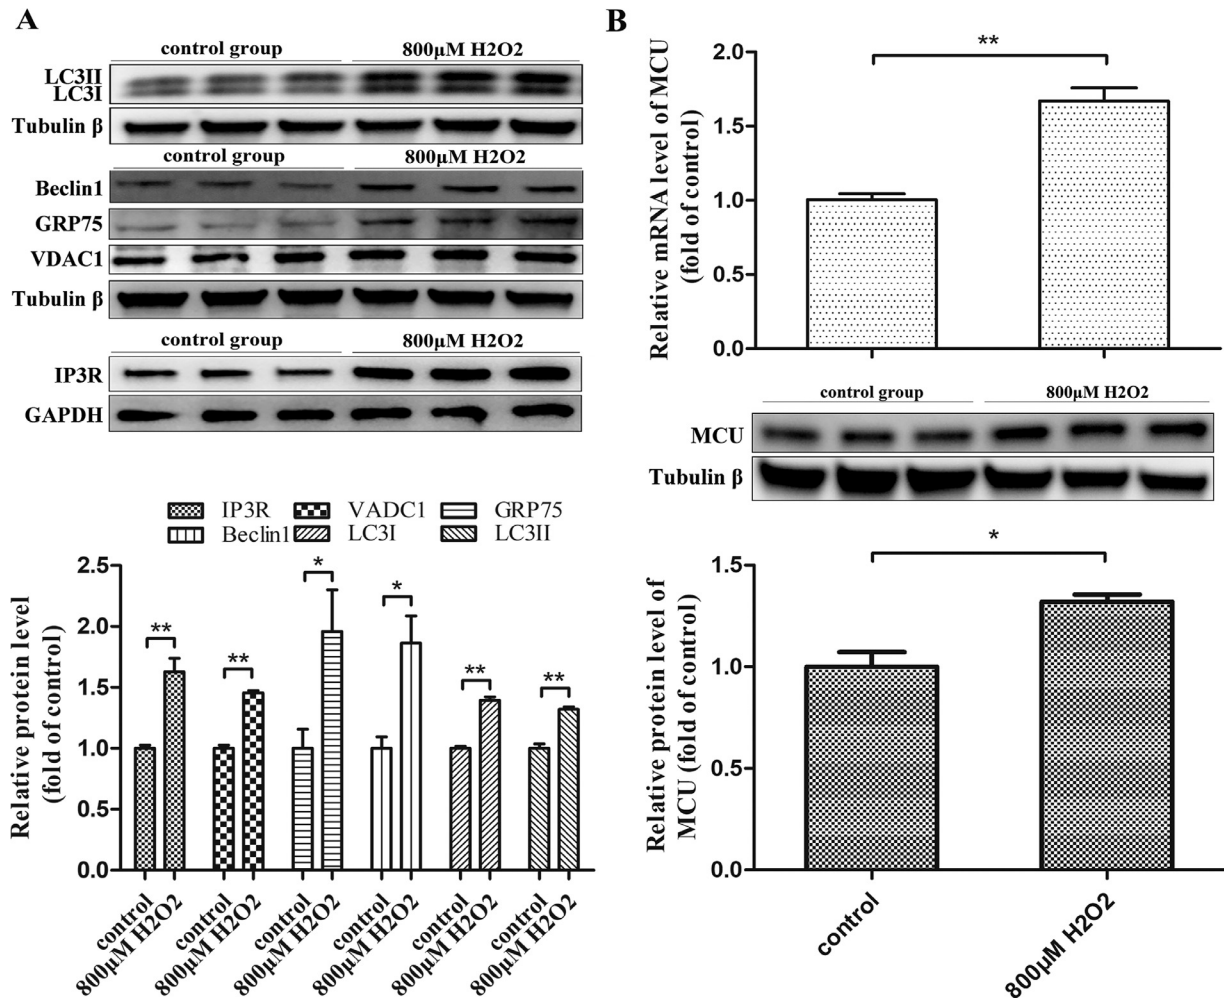 A
control group 800μM H2O2
LC3II
LC3I
Tubulin β
control group 800μM H2O2
Beclin1
GRP75
VDAC1
Tubulin β
control group 800μM H2O2
IP3R
GAPDH
IP3R VADC1 GRP75
Beclin1 LC3I LC3II
Relative protein level
(fold of control)
2.5
2.0
1.5
1.0
0.5
0.0
** ** * * ** **
control 800μM H2O2 control 800μM H2O2 control 800μM H2O2 control 800μM H2O2 control 800μM H2O2 control 800μM H2O2
B
Relative mRNA level of MCU
(fold of control)
2.0
1.5
1.0
0.5
0.0
**
control group 800μM H2O2
MCU
Tubulin β
Relative protein level of
MCU (fold of control)
1.5
1.0
0.5
0.0
*
control 800μM H2O2